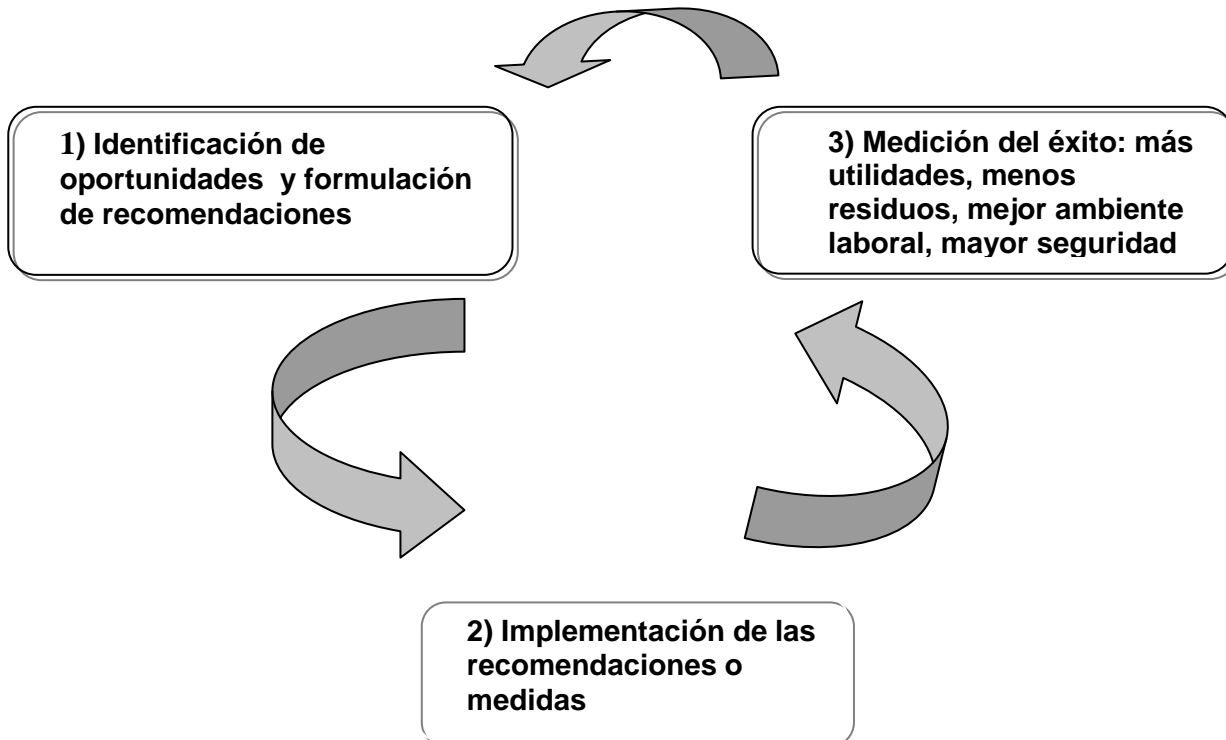 1) Identificación de
oportunidades  y formulación
de recomendaciones
3) Medición del éxito: más
utilidades, menos
residuos, mejor ambiente
laboral, mayor seguridad
2) Implementación de las
recomendaciones o
medidas